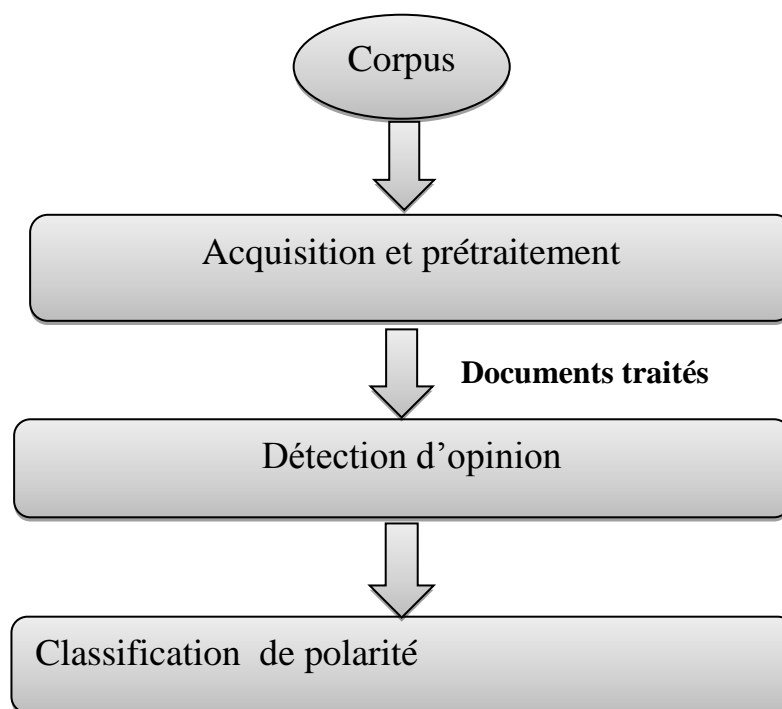 Corpus
Acquisition et prétraitement
Documents traités
Détection d’opinion
Classification de polarité